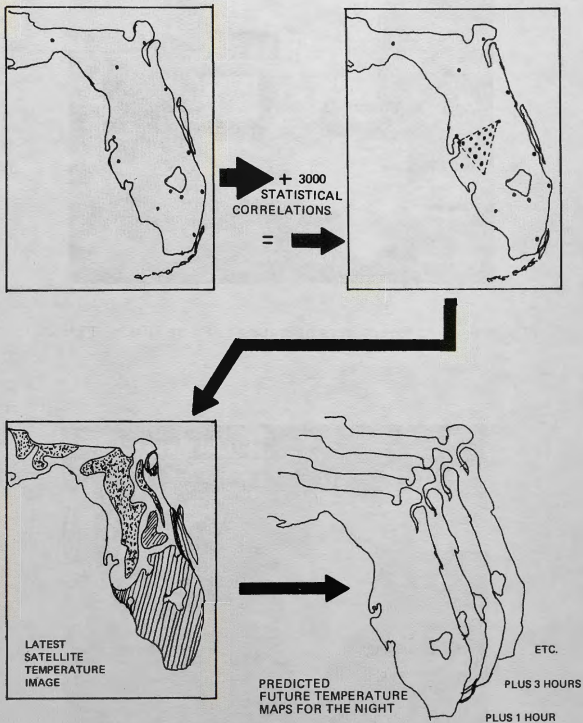 + 3000
STATISTICAL
CORRELATIONS
=
LATEST
SATELLITE
TEMPERATURE
IMAGE
PREDICTED
FUTURE TEMPERATURE
MAPS FOR THE NIGHT
ETC.
PLUS 3 HOURS
PLUS 1 HOUR